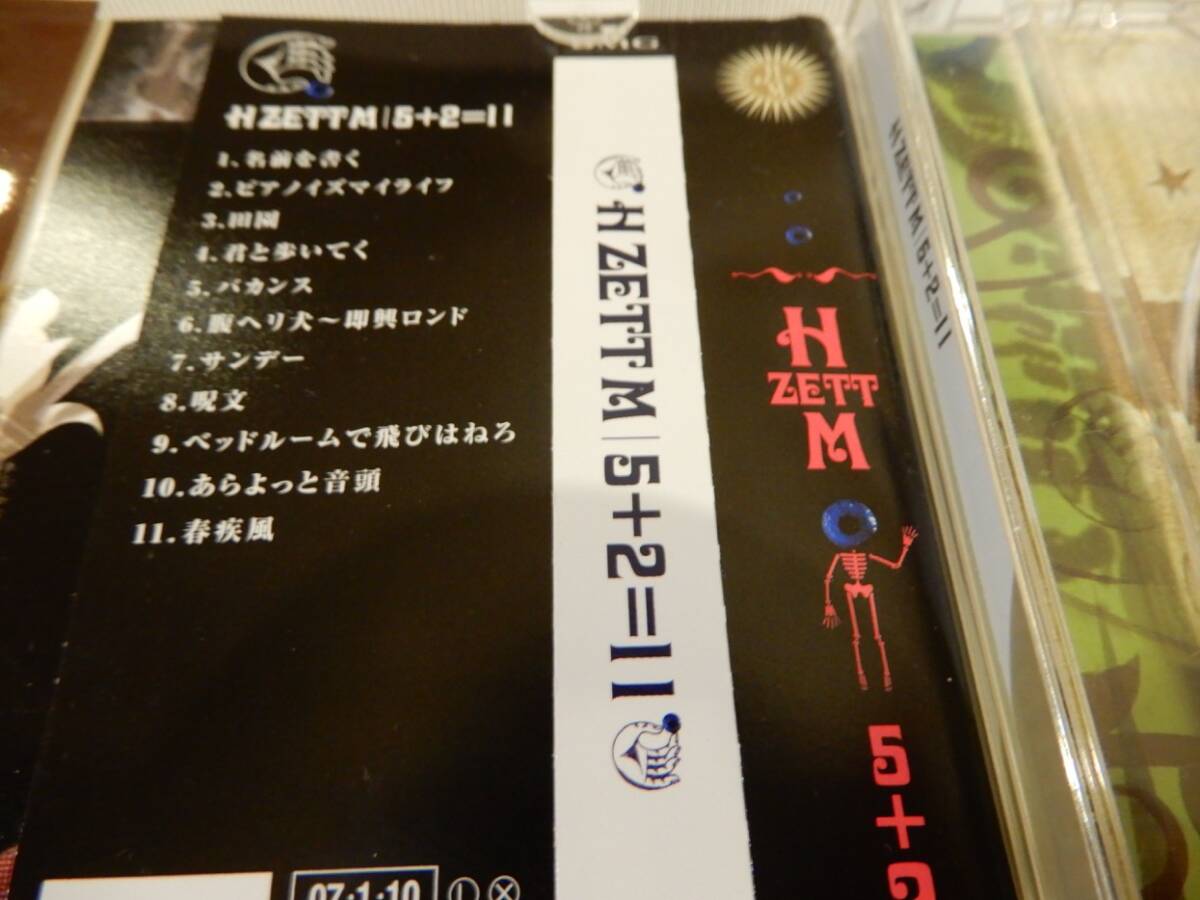 H ZETT M | 5+2=11
1. 名前を書く
2. ピアノイズマイライフ
3. 田園
4. 君と歩いてく
5. バカンス
6. 腹ヘリ犬～即興ロンド
7. サンデー
8. 呪文
9. ベッドルームで飛びはねろ
10. あらよっと音頭
11. 春疾風
07・1・10 Ⓛ Ⓧ
BMG
H ZETT M | 5+2=11
H
ZETT
M
5+2
H ZETT M | 5+2=11